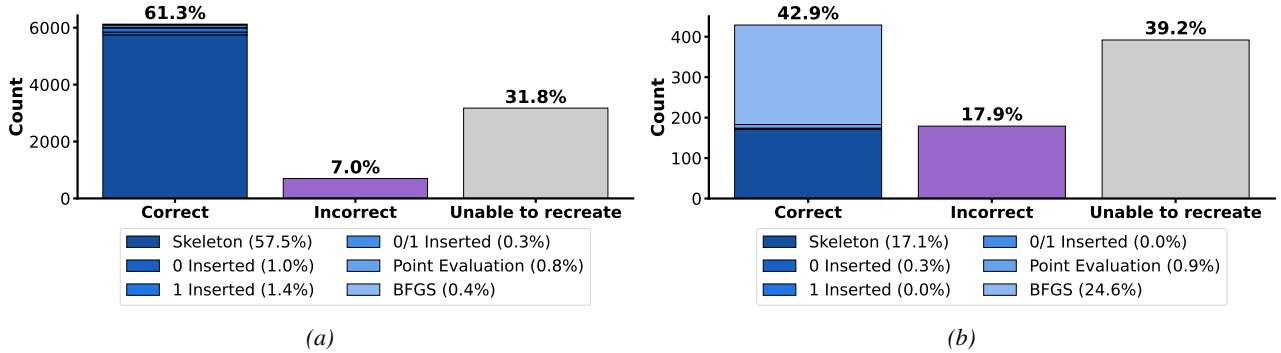 61.3%
31.8%
7.0%
6000
4000
2000
0
Count
Correct Incorrect Unable to recreate
Skeleton (57.5%) 0/1 Inserted (0.3%)
0 Inserted (1.0%) Point Evaluation (0.8%)
1 Inserted (1.4%) BFGS (0.4%)
(a)
42.9%
39.2%
17.9%
400
300
200
100
0
Count
Correct Incorrect Unable to recreate
Skeleton (17.1%) 0/1 Inserted (0.0%)
0 Inserted (0.3%) Point Evaluation (0.9%)
1 Inserted (0.0%) BFGS (24.6%)
(b)